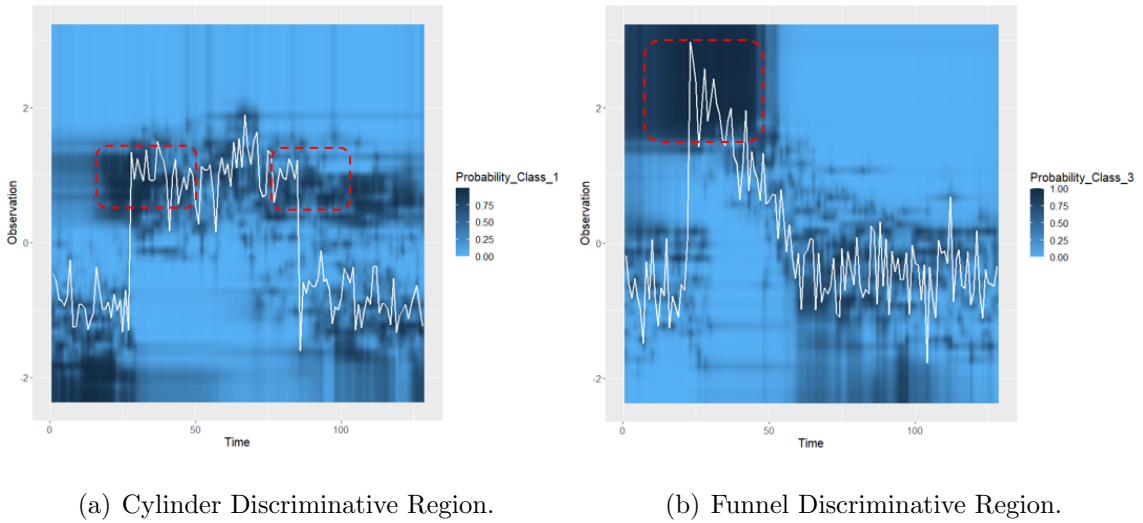 2
0
-2
Observation
0
50
100
Time
Probability_Class_1
0.75
0.50
0.25
0.00
2
0
-2
Observation
0
50
100
Time
Probability_Class_3
1.00
0.75
0.50
0.25
0.00
(a) Cylinder Discriminative Region.
(b) Funnel Discriminative Region.